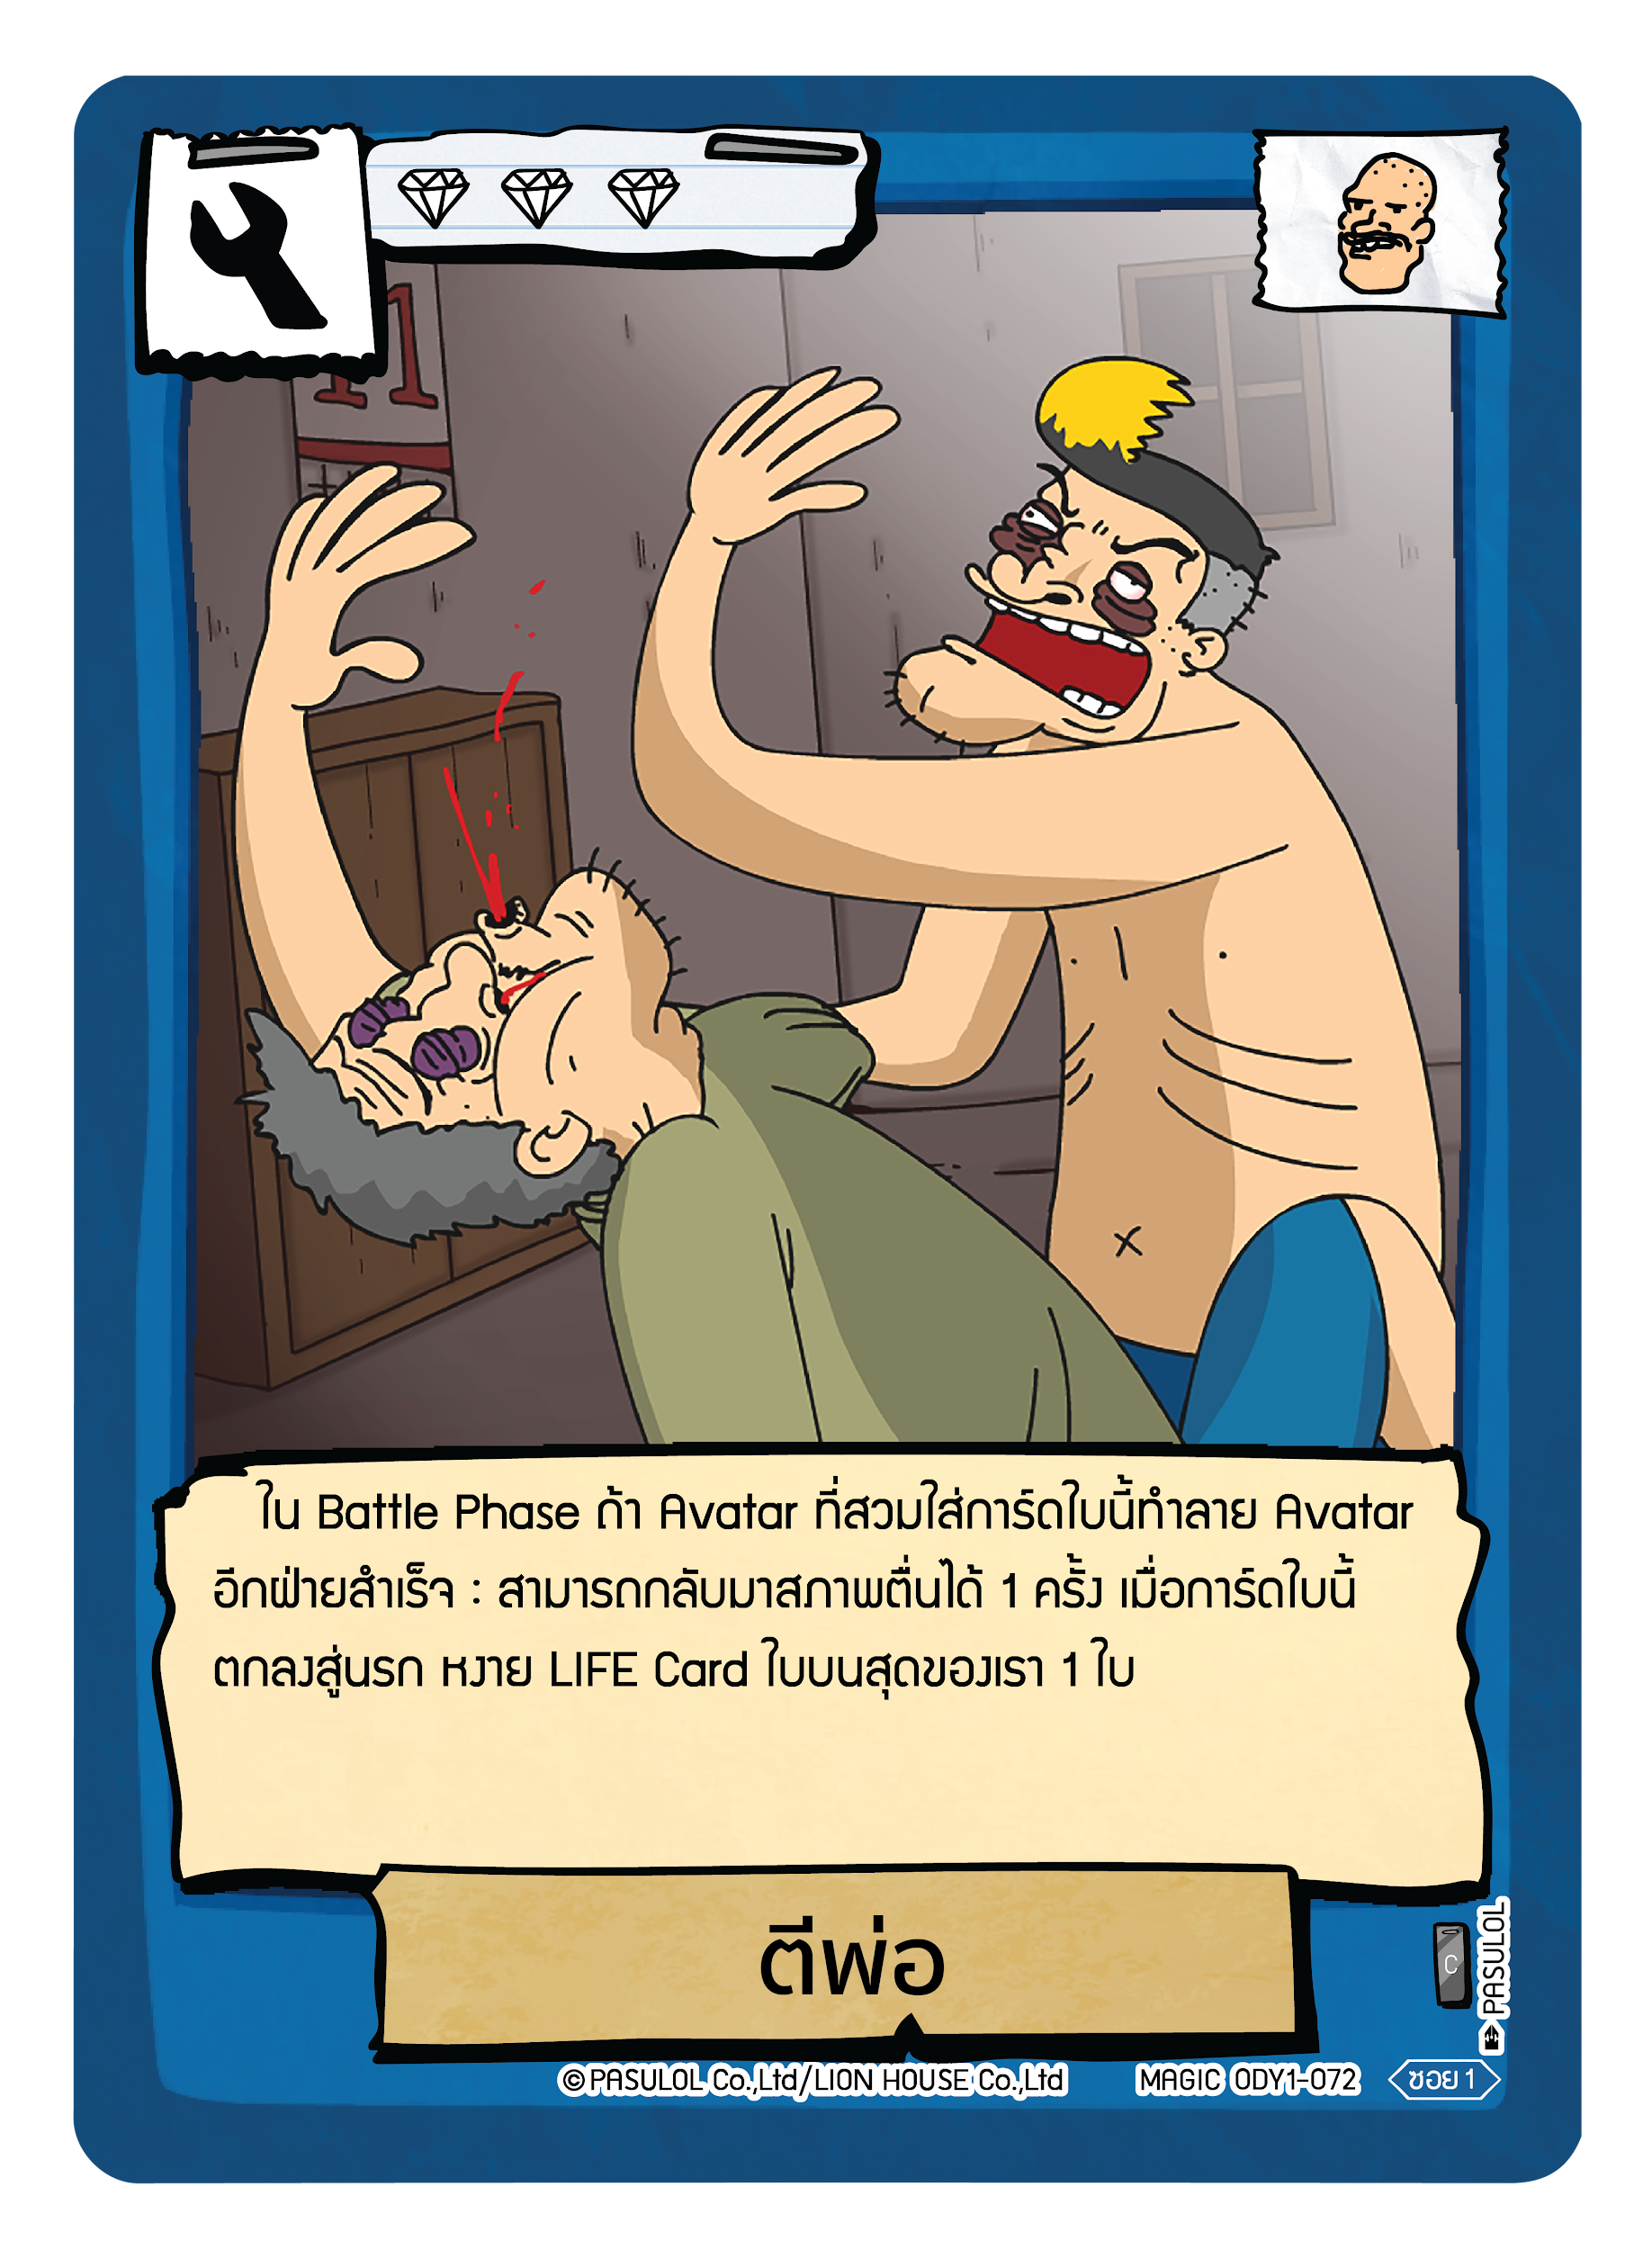 11
ใน Battle Phase ถ้า Avatar ที่สวมใส่การ์ดใบนี้ทำลาย Avatar
อีกฝ่ายสำเร็จ : สามารถกลับมาสภาพตื่นได้ 1 ครั้ง เมื่อการ์ดใบนี้
ตกลงสู่นรก หงาย LIFE Card ใบบนสุดของเรา 1 ใบ
ตีพ่อ
C
PASULOL
©PASULOL Co.,Ltd/LION HOUSE Co.,Ltd
MAGIC ODY1-072
ซอย 1